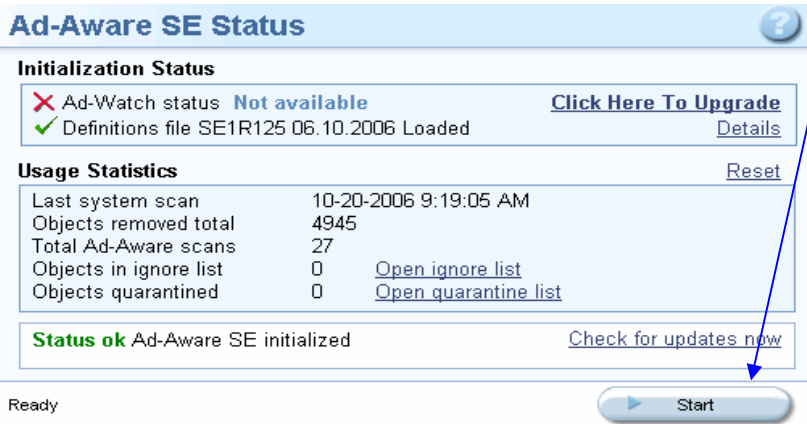 Ad-Aware SE Status ?
Initialization Status
Ad-Watch status Not available Click Here To Upgrade
Definitions file SE1R125 06.10.2006 Loaded Details
Usage Statistics Reset
Last system scan 10-20-2006 9:19:05 AM
Objects removed total 4945
Total Ad-Aware scans 27
Objects in ignore list 0 Open ignore list
Objects quarantined 0 Open quarantine list
Status ok Ad-Aware SE initialized Check for updates now
Ready Start